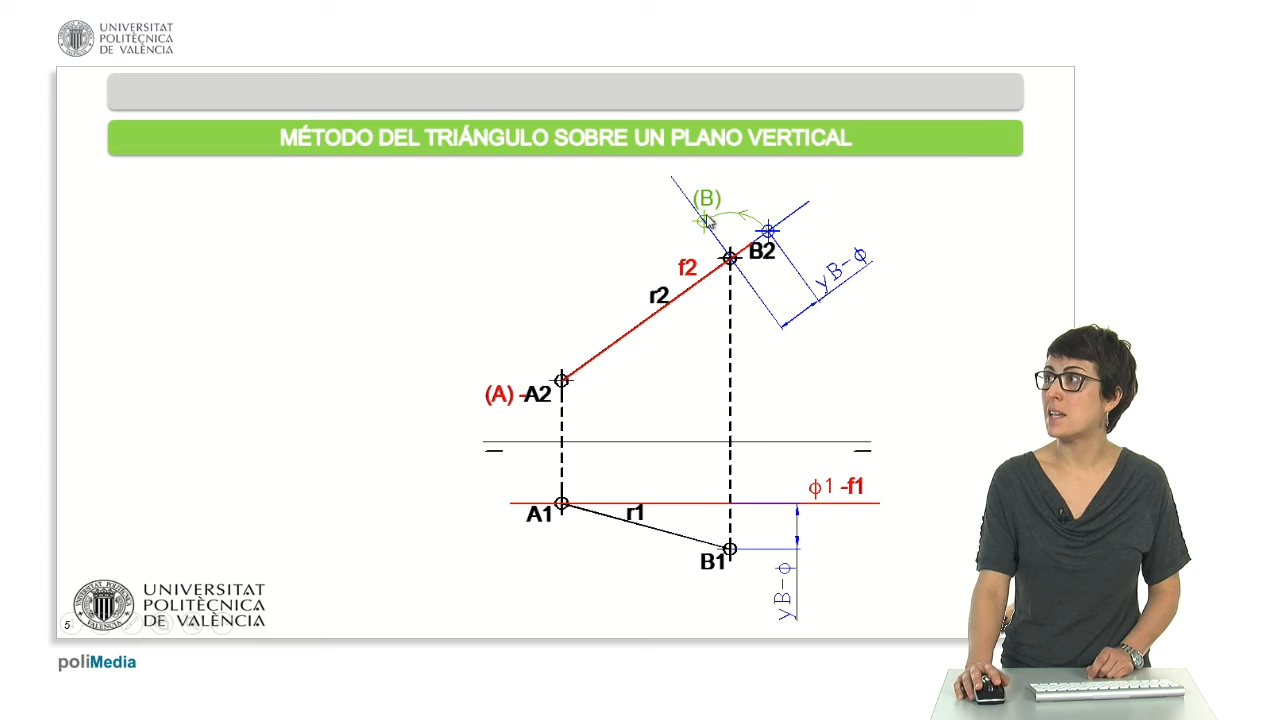 UNIVERSITAT
POLITÈCNICA
DE VALÈNCIA
MÉTODO DEL TRIÁNGULO SOBRE UN PLANO VERTICAL
(B)
B2
f2
yB-ϕ
r2
(A) -A2
ϕ1 -f1
A1
r1
B1
yB-ϕ
UNIVERSITAT
POLITÈCNICA
DE VALÈNCIA
5
poliMedia